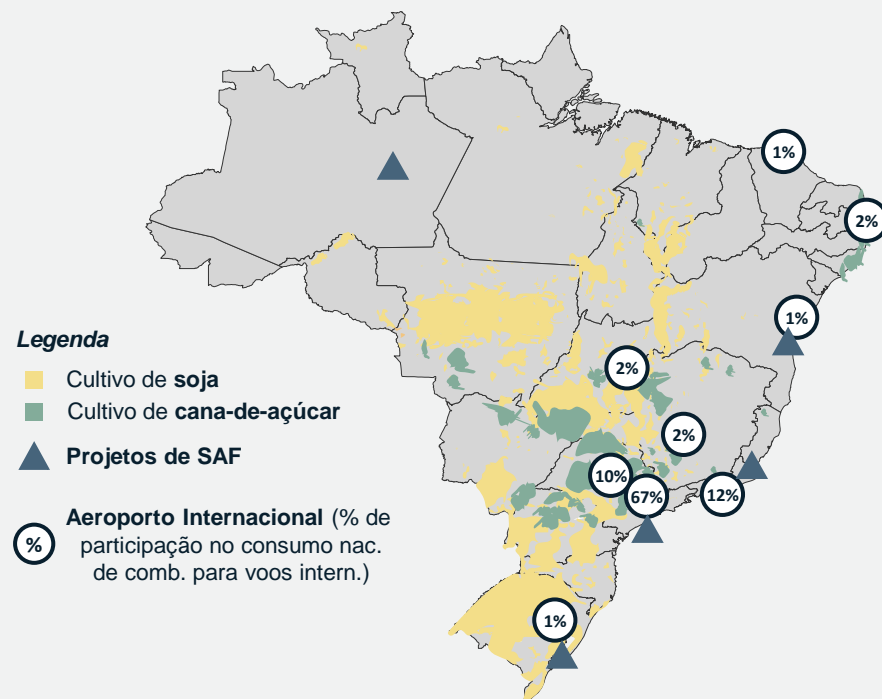 1%
2%
1%
2%
2%
10%
67%
12%
1%
Legenda
Cultivo de soja
Cultivo de cana-de-açúcar
Projetos de SAF
%
Aeroporto Internacional (% de
participação no consumo nac.
de comb. para voos intern.)